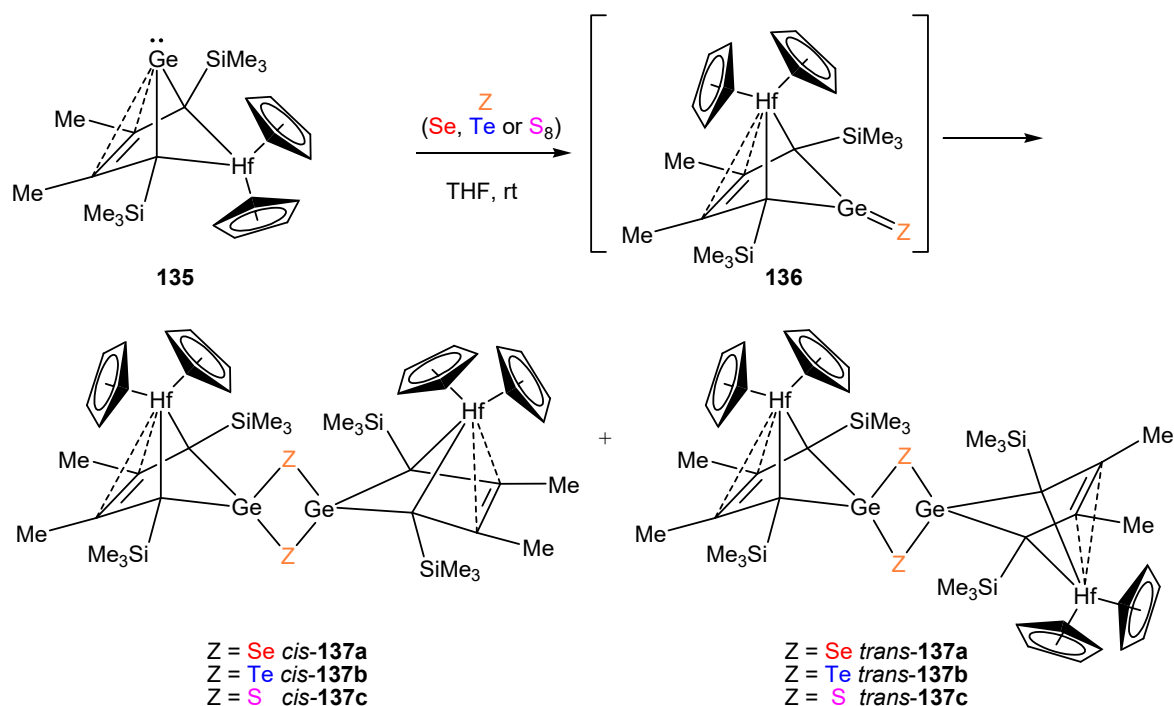 Ge
SiMe3
Me
Hf
Me
Me3Si
135
Z
(Se, Te or S8)
THF, rt
Hf
SiMe3
Me
Ge
Z
Me
Me3Si
136
Hf
SiMe3
Me
Z
Ge
Z
Me
Me3Si
Hf
Me3Si
Ge
Me
Me
SiMe3
+
Hf
SiMe3
Me
Z
Ge
Z
Me
Me3Si
Me3Si
Me
Ge
Me
Me3Si
Hf
Z = Se cis-137a
Z = Te cis-137b
Z = S cis-137c
Z = Se trans-137a
Z = Te trans-137b
Z = S trans-137c